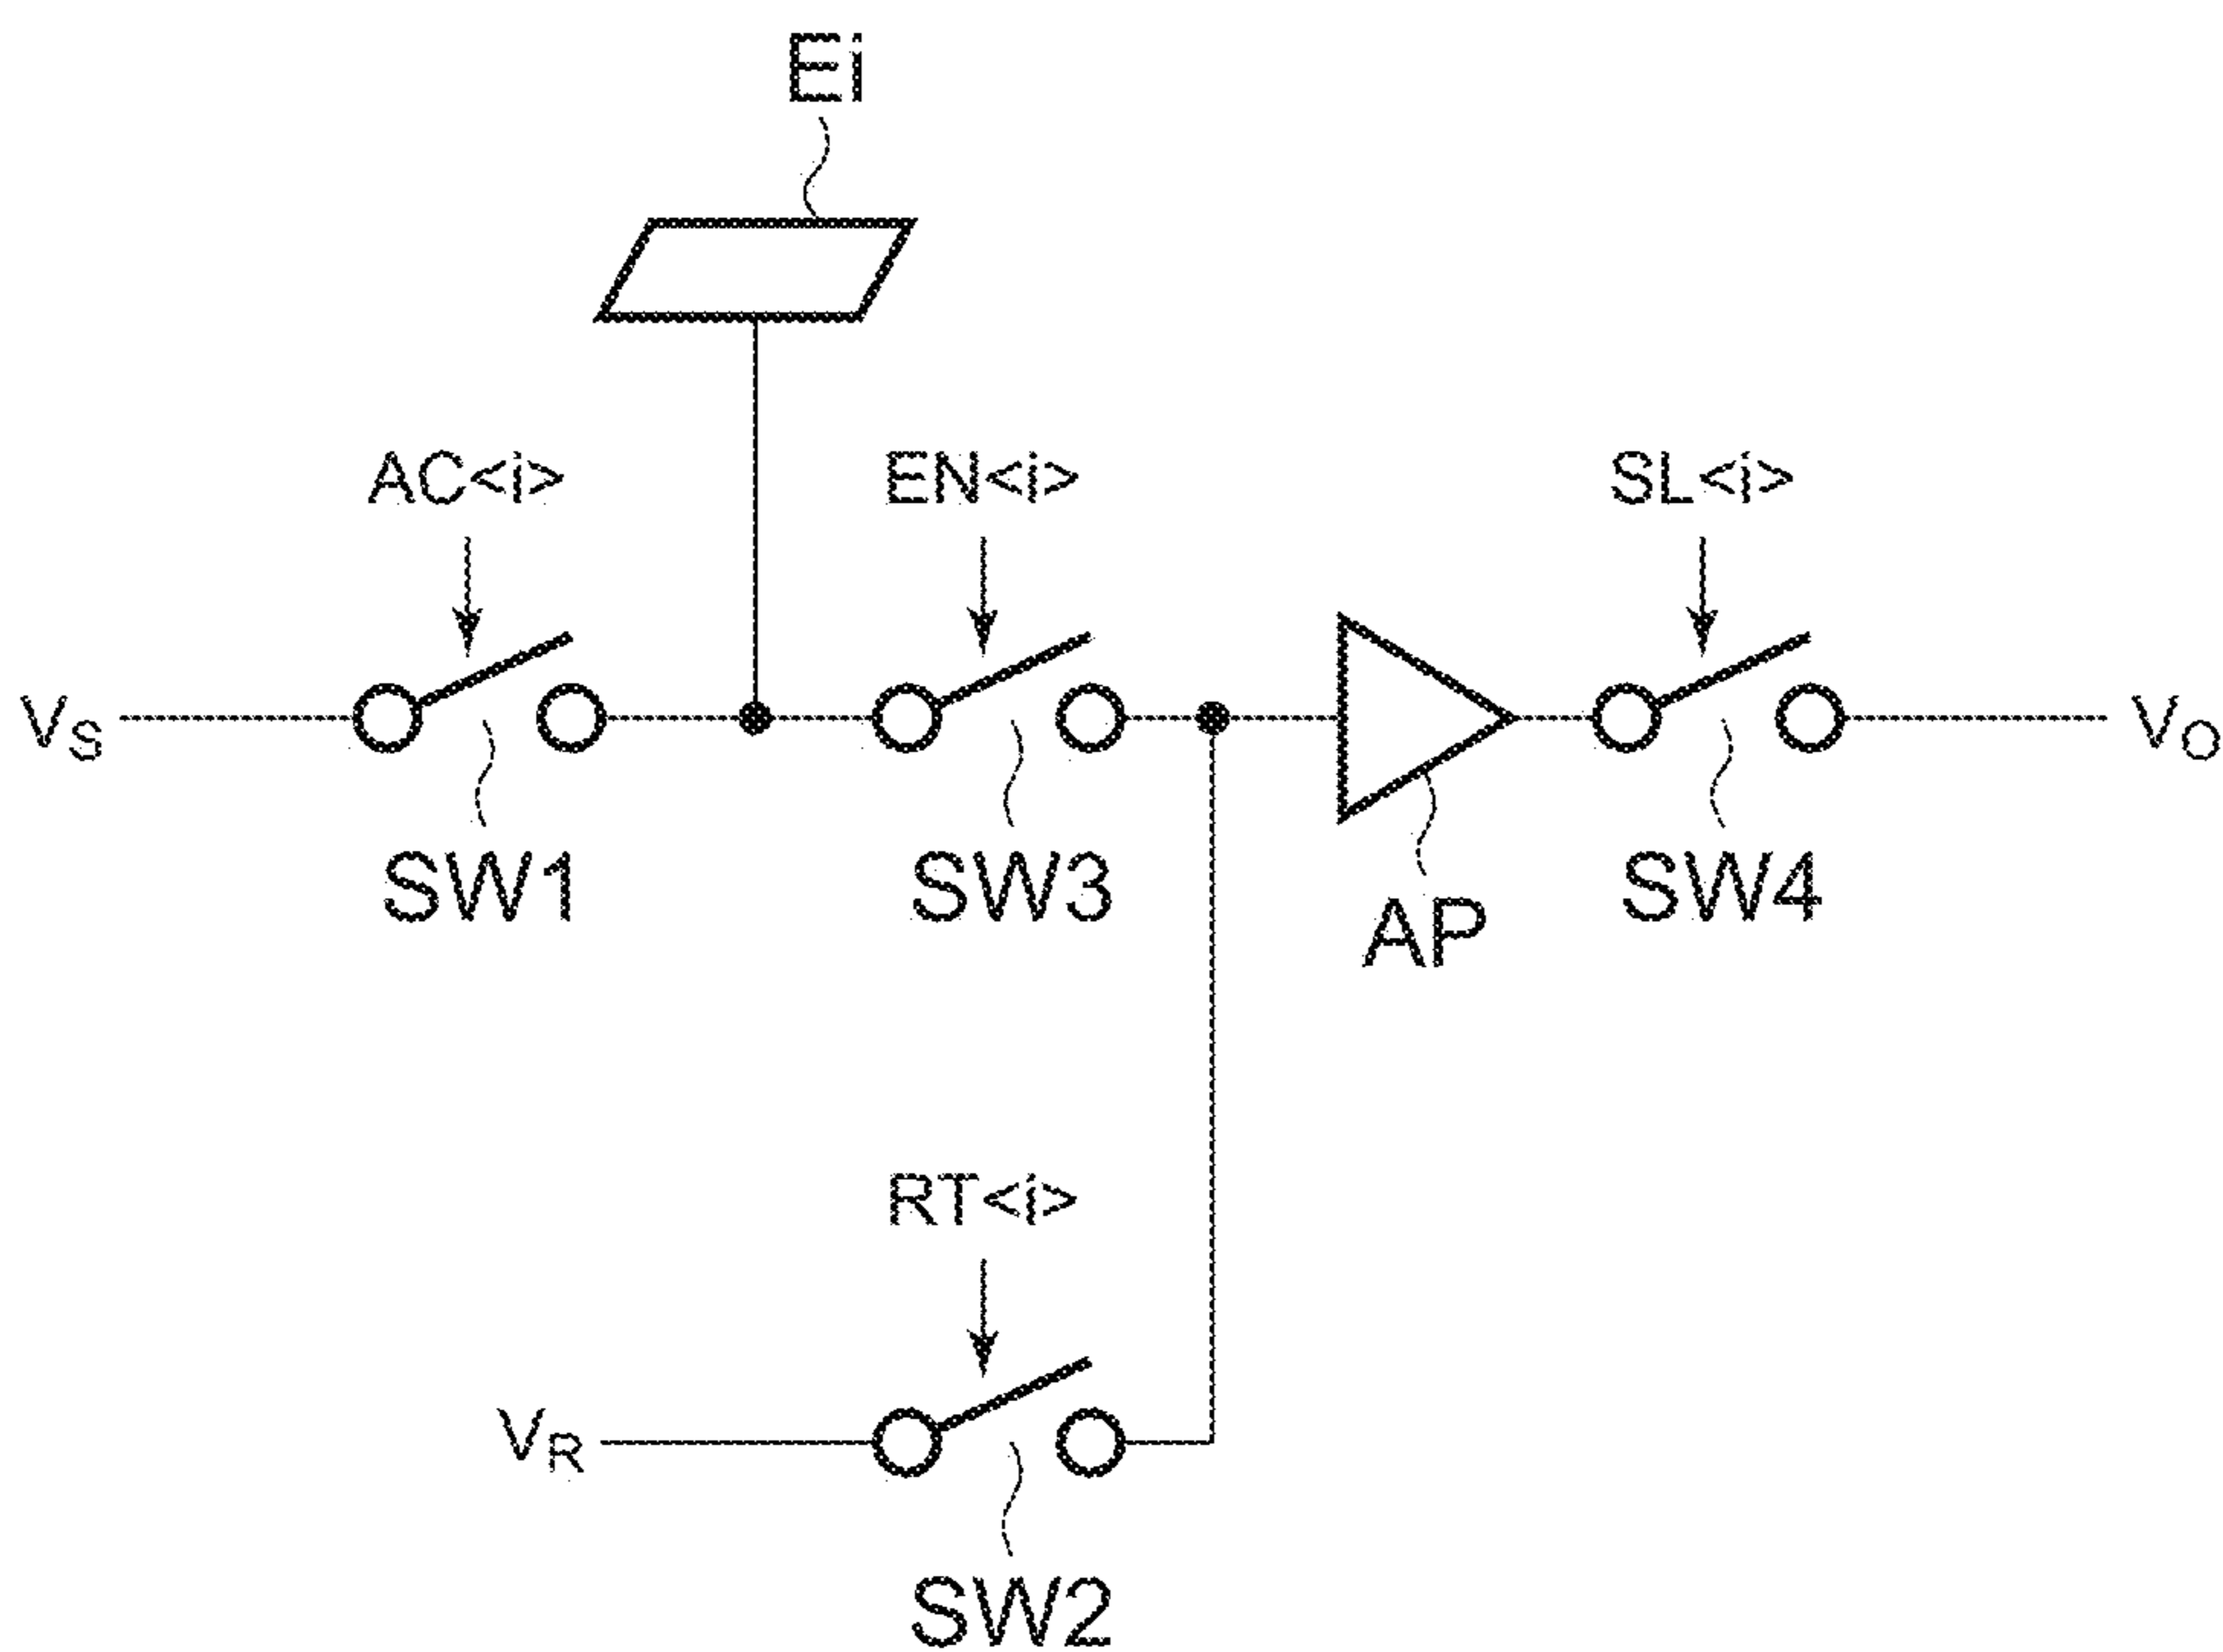 Ei
AC<i>
EN<i>
SL<i>
VS
VO
SW1
SW3
SW4
AP
RT<i>
VR
SW2